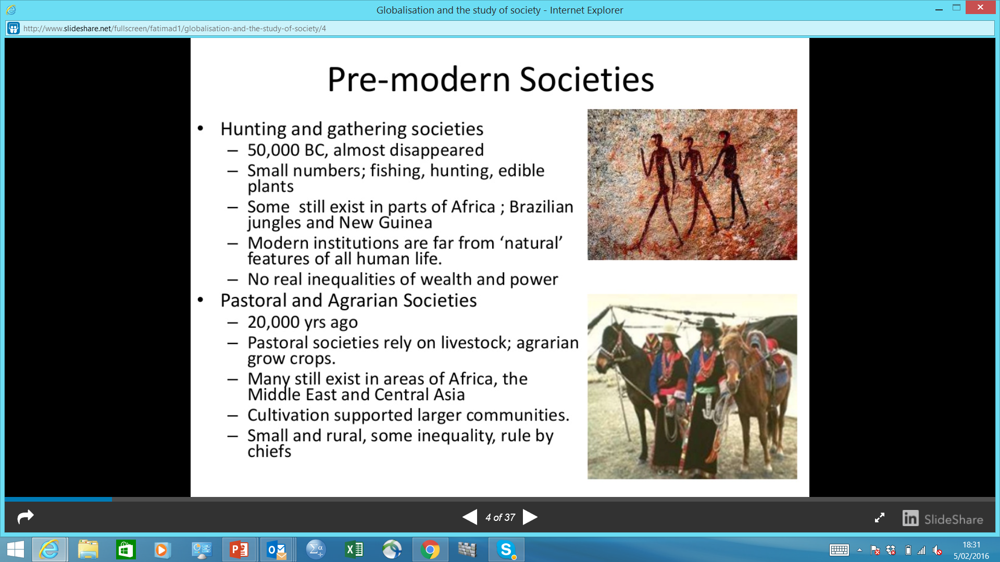 Globalisation and the study of society - Internet Explorer
http://www.slideshare.net/fullscreen/fatimad1/globalisation-and-the-study-of-society/4
Pre-modern Societies
• Hunting and gathering societies
– 50,000 BC, almost disappeared
– Small numbers; fishing, hunting, edible
plants
– Some still exist in parts of Africa ; Brazilian
jungles and New Guinea
– Modern institutions are far from ‘natural’
features of all human life.
– No real inequalities of wealth and power
• Pastoral and Agrarian Societies
– 20,000 yrs ago
– Pastoral societies rely on livestock; agrarian
grow crops.
– Many still exist in areas of Africa, the
Middle East and Central Asia
– Cultivation supported larger communities.
– Small and rural, some inequality, rule by
chiefs
4 of 37
in SlideShare
18:31
5/02/2016